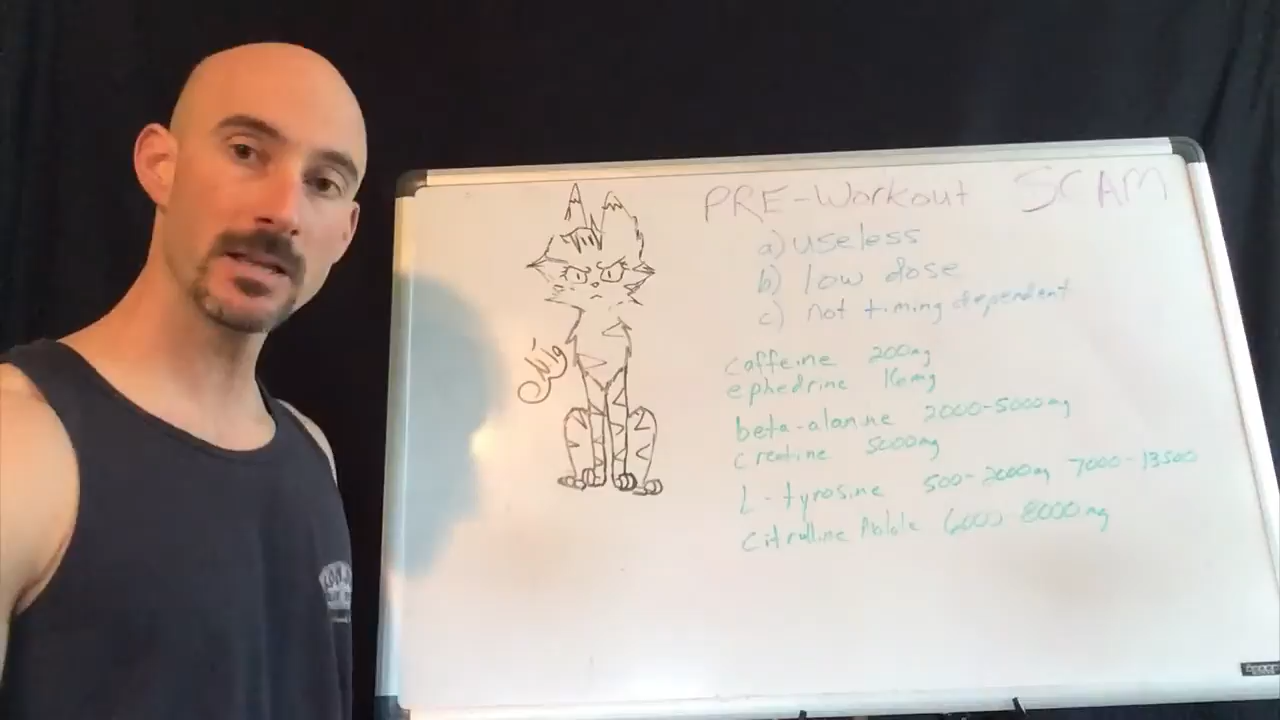 PRE-Workout SCAM
a) useless
b) low dose
c) not timing dependent
caffeine 200mg
ephedrine 16mg
beta-alanine 2000-5000mg
creatine 5000mg
L-tyrosine 500-2000mg 7000-13500
Citrulline 6000-8000mg